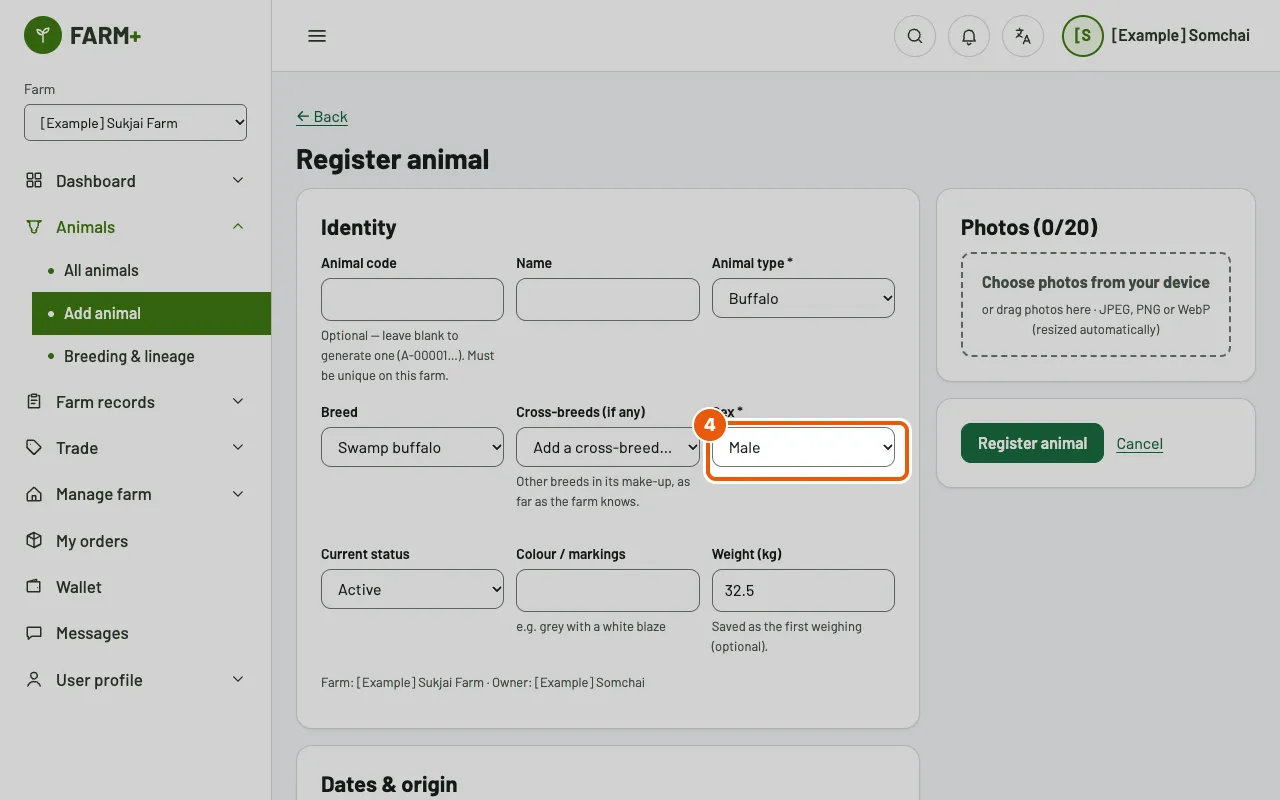 FARM+
[S
[Example] Somchai
Farm
[Example] Sukjai Farm
Dashboard
Animals
All animals
Add animal
Breeding & lineage
Farm records
Trade
Manage farm
My orders
Wallet
Messages
User profile
← Back
Register animal
Identity
Animal code
Name
Animal type *
Buffalo
Optional — leave blank to
generate one (A-00001…). Must
be unique on this farm.
Breed
Cross-breeds (if any)
4
Swamp buffalo
Add a cross-breed…
Male
Other breeds in its make-up, as
far as the farm knows.
Current status
Colour / markings
Weight (kg)
Active
32.5
e.g. grey with a white blaze
Saved as the first weighing
(optional).
Farm: [Example] Sukjai Farm · Owner: [Example] Somchai
Dates & origin
Photos (0/20)
Choose photos from your device
or drag photos here · JPEG, PNG or WebP
(resized automatically)
Register animal
Cancel